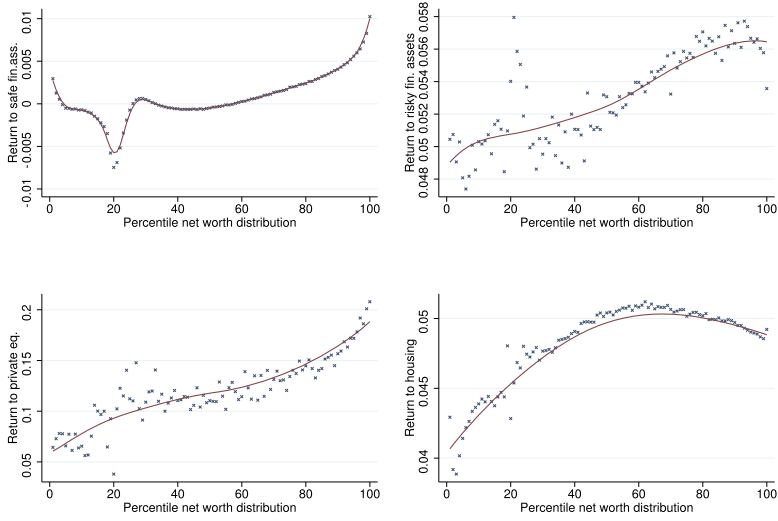 Return to safe fin.ass.
0.01
0.005
0
-0.005
-0.01
0 20 40 60 80 100
Percentile net worth distribution
Return to risky fin. assets
0.058
0.056
0.054
0.052
0.05
0.048
0 20 40 60 80 100
Percentile net worth distribution
Return to private eq.
0.2
0.15
0.1
0.05
0 20 40 60 80 100
Percentile net worth distribution
Return to housing
0.05
0.045
0.04
0 20 40 60 80 100
Percentile net worth distribution